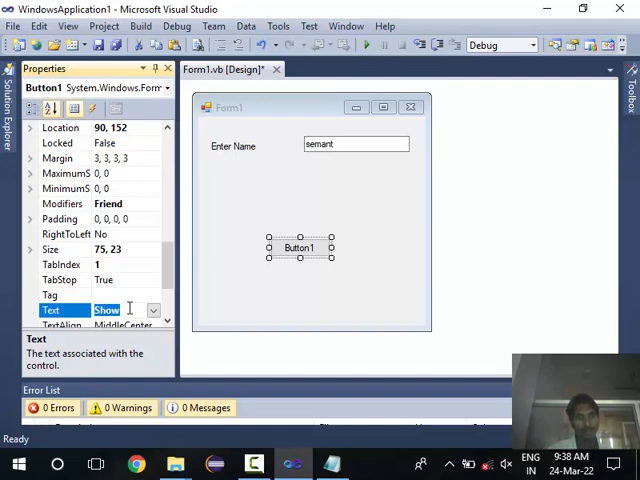 WindowsApplication1 - Microsoft Visual Studio
File Edit View Project Build Debug Team Data Tools Test Window Help
Debug
Properties
Form1.vb [Design]*
Button1 System.Windows.Form
Location 90, 152
Locked False
Margin 3, 3, 3, 3
MaximumS 0, 0
MinimumS 0, 0
Modifiers Friend
Padding 0, 0, 0, 0
RightToLeft No
Size 75, 23
TabIndex 1
TabStop True
Tag
Text Show
TextAlign MiddleCenter
Text
The text associated with the
control.
Solution Explorer
Form1
Enter Name
semant
Button1
Toolbox
Error List
0 Errors 0 Warnings 0 Messages
Ready
ENG
IN
9:38 AM
24-Mar-22